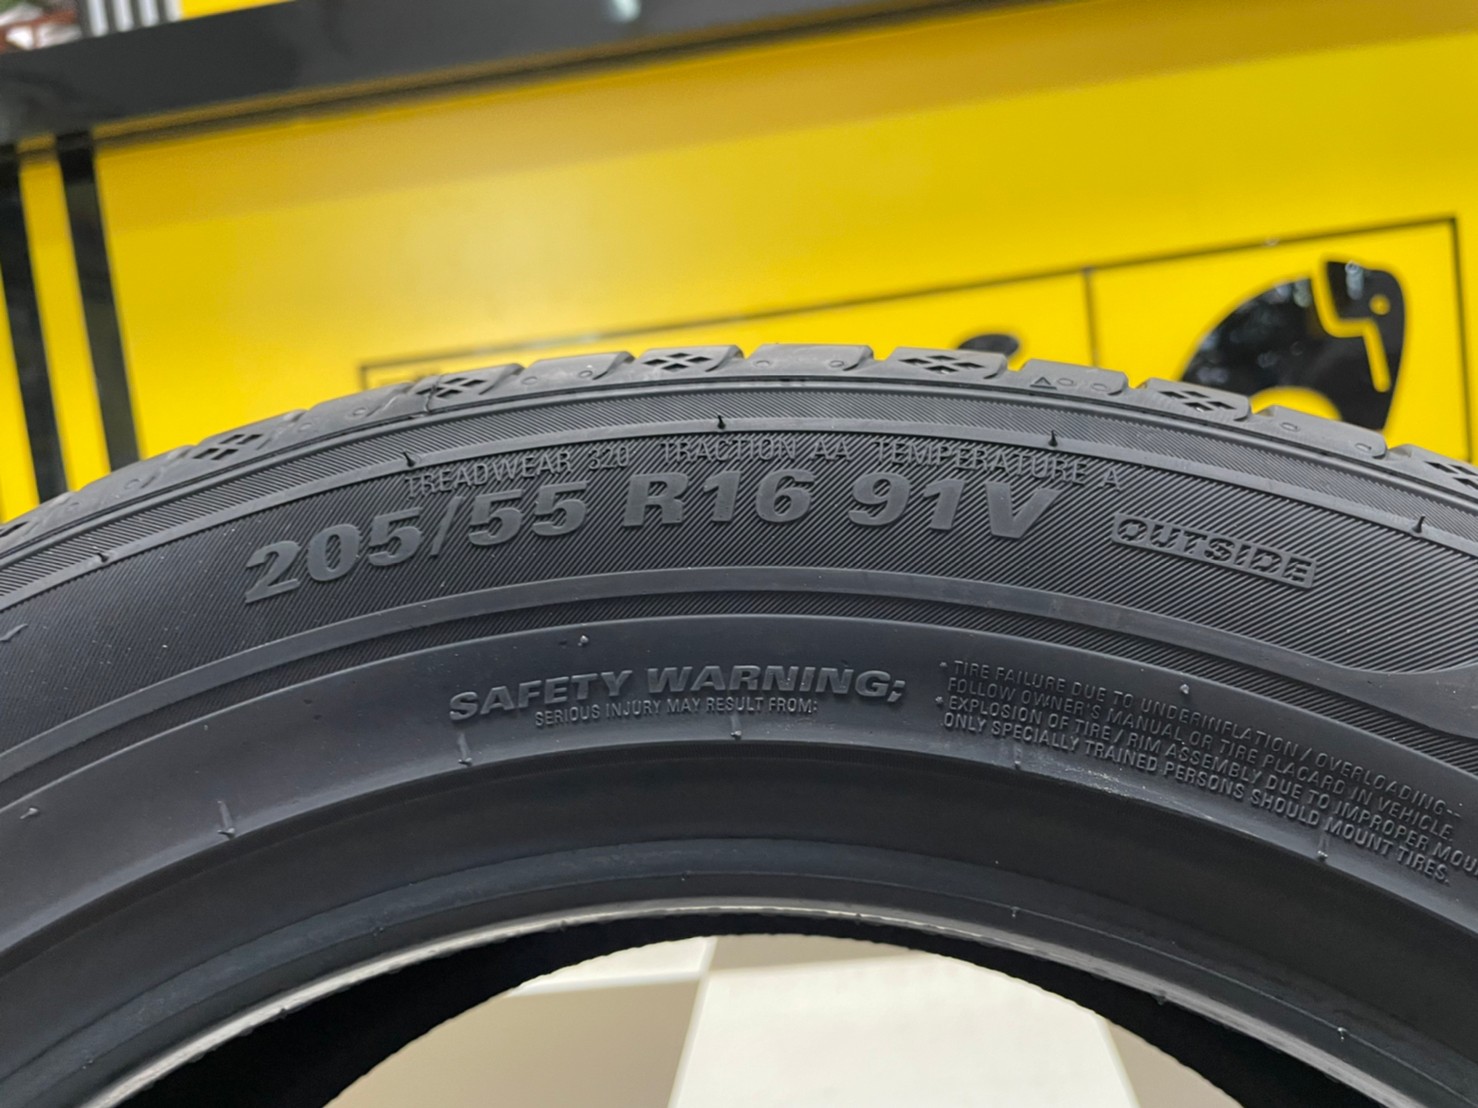 TREADWEAR 320 TRACTION AA TEMPERATURE A
205/55 R16 91V OUTSIDE
SAFETY WARNING;
SERIOUS INJURY MAY RESULT FROM:
* TIRE FAILURE DUE TO UNDERINFLATION / OVERLOADING--
FOLLOW OWNER'S MANUAL OR TIRE PLACARD IN VEHICLE.
* EXPLOSION OF TIRE / RIM ASSEMBLY DUE TO IMPROPER
ONLY SPECIALLY TRAINED PERSONS SHOULD MOUNT TIRES.